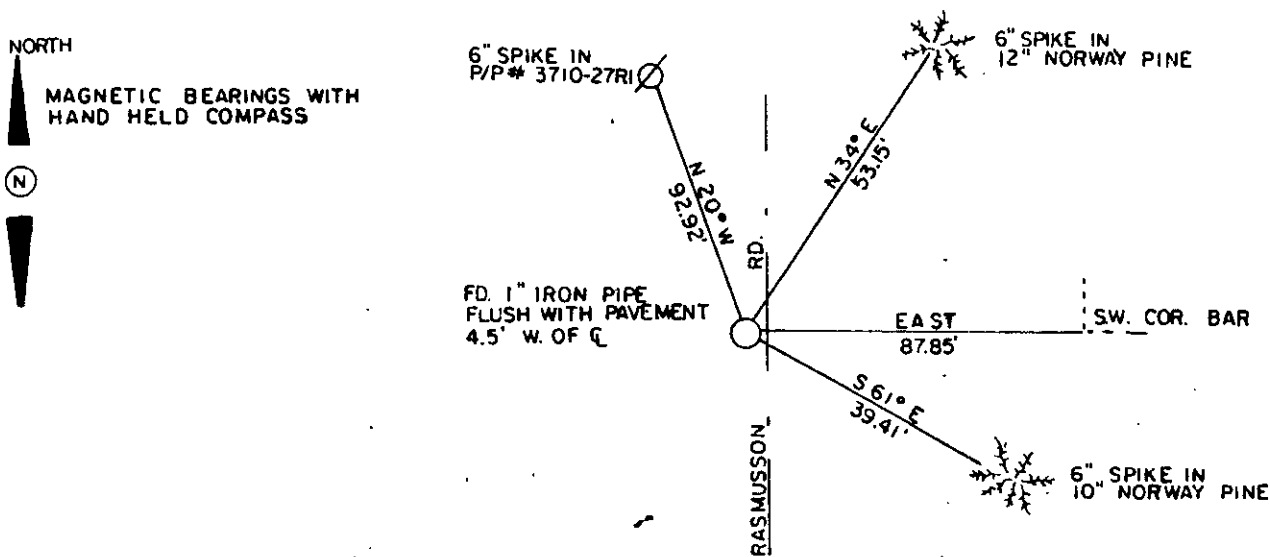 NORTH
MAGNETIC BEARINGS WITH
HAND HELD COMPASS
N
6" SPIKE IN
P/P# 3710-27R1
6" SPIKE IN
12" NORWAY PINE
N 34° E
53.15'
N 20° W
92.92'
RD.
FD. 1" IRON PIPE
FLUSH WITH PAVEMENT
4.5' W. OF ℄
EAST
87.85'
S.W. COR. BAR
S 61° E
39.41'
RASMUSSON
6" SPIKE IN
10" NORWAY PINE